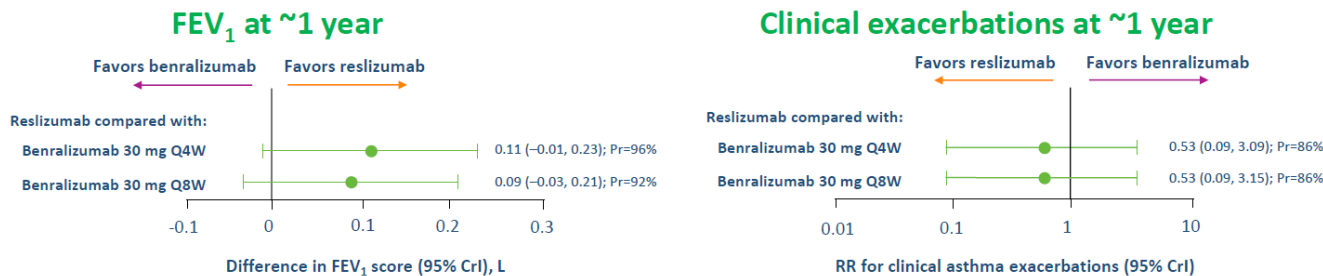 FEV1 at ~1 year
Favors benralizumab Favors reslizumab
Reslizumab compared with:
Benralizumab 30 mg Q4W 0.11 (–0.01, 0.23); Pr=96%
Benralizumab 30 mg Q8W 0.09 (–0.03, 0.21); Pr=92%
-0.1 0 0.1 0.2 0.3
Difference in FEV1 score (95% CrI), L
Clinical exacerbations at ~1 year
Favors reslizumab Favors benralizumab
Reslizumab compared with:
Benralizumab 30 mg Q4W 0.53 (0.09, 3.09); Pr=86%
Benralizumab 30 mg Q8W 0.53 (0.09, 3.15); Pr=86%
0.01 0.1 1 10
RR for clinical asthma exacerbations (95% CrI)